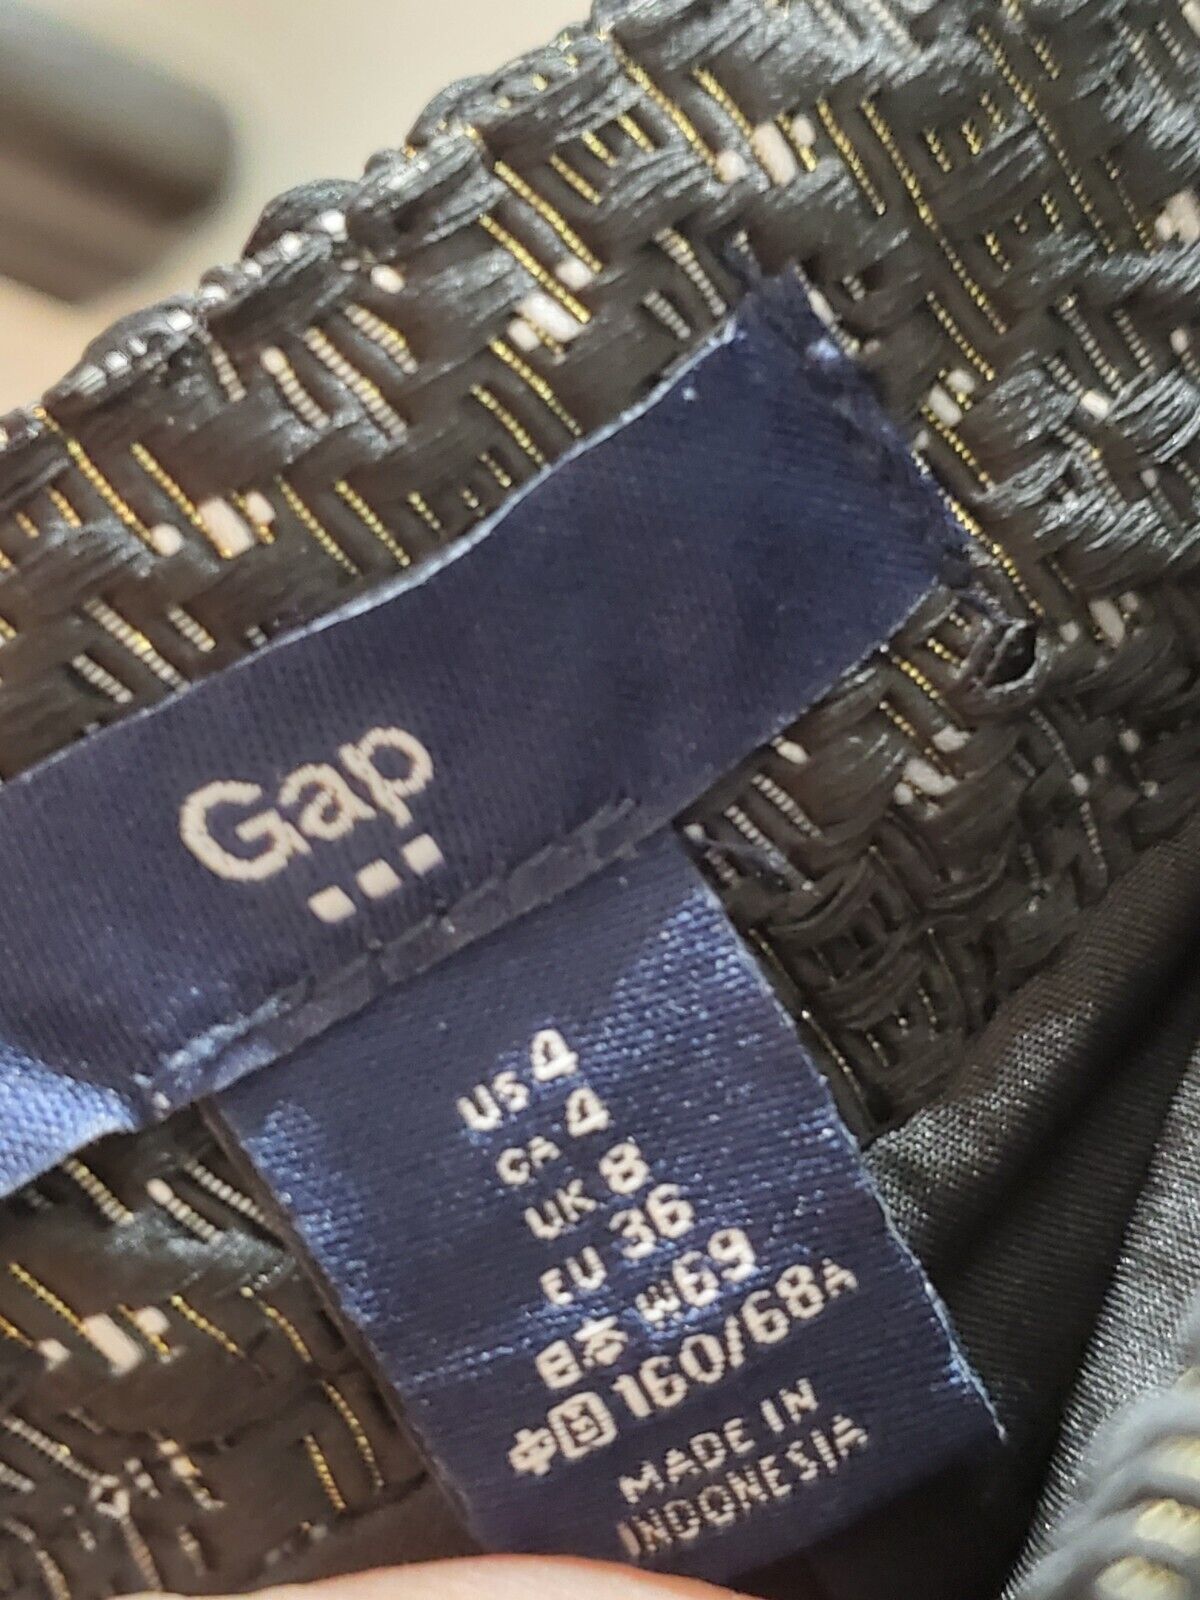 Gap
US 4
CA 4
UK 8
EU 36
日本 W69
中国 160/68A
MADE IN
INDONESIA